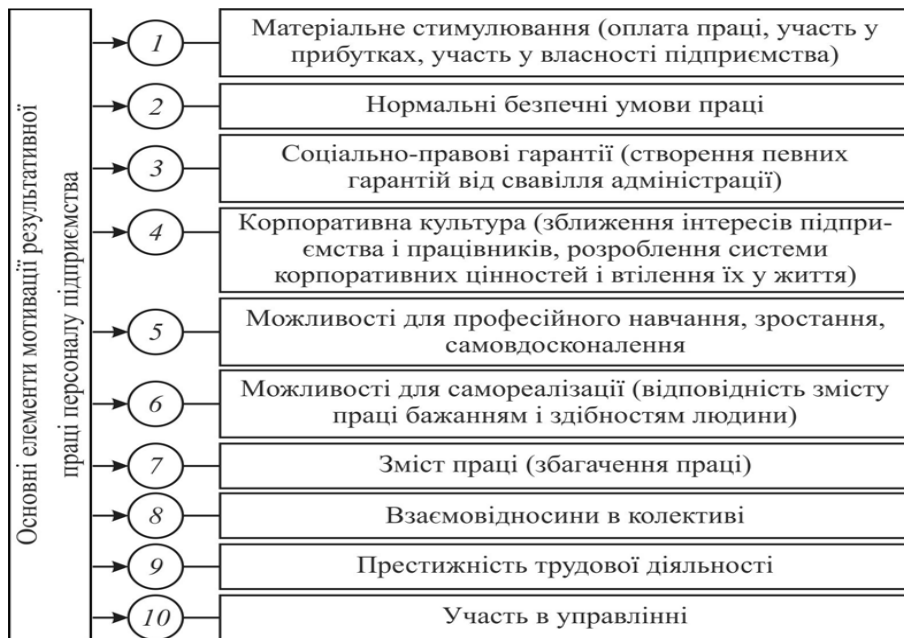 Основні елементи мотивації результативної
праці персоналу підприємства
1
Матеріальне стимулювання (оплата праці, участь у
прибутках, участь у власності підприємства)
2
Нормальні безпечні умови праці
3
Соціально-правові гарантії (створення певних
гарантій від свавілля адміністрації)
4
Корпоративна культура (зближення інтересів підпри-
ємства і працівників, розроблення системи
корпоративних цінностей і втілення їх у життя)
5
Можливості для професійного навчання, зростання,
самовдосконалення
6
Можливості для самореалізації (відповідність змісту
праці бажанням і здібностям людини)
7
Зміст праці (збагачення праці)
8
Взаємовідносини в колективі
9
Престижність трудової діяльності
10
Участь в управлінні